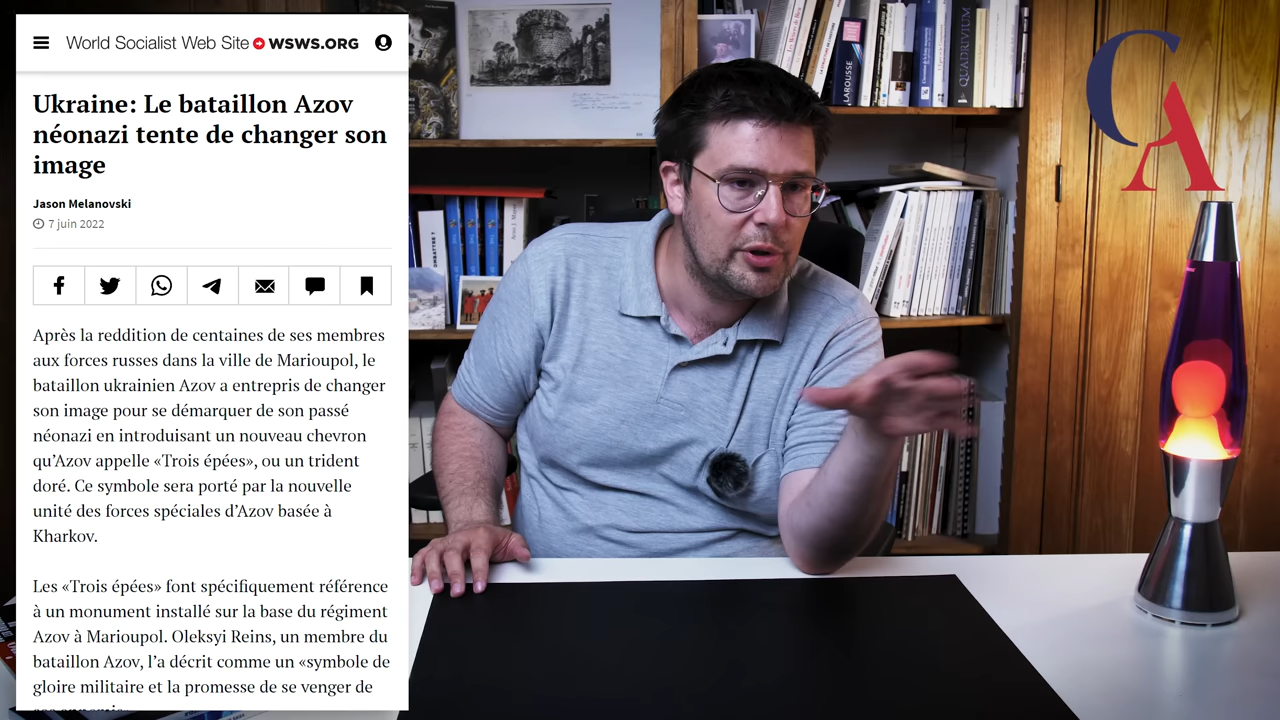 World Socialist Web Site WSWS.ORG
Ukraine: Le bataillon Azov
néonazi tente de changer son
image
Jason Melanovski
7 juin 2022
Après la reddition de centaines de ses membres
aux forces russes dans la ville de Marioupol, le
bataillon ukrainien Azov a entrepris de changer
son image pour se démarquer de son passé
néonazi en introduisant un nouveau chevron
qu'Azov appelle «Trois épées», ou un trident
doré. Ce symbole sera porté par la nouvelle
unité des forces spéciales d'Azov basée à
Kharkov.
Les «Trois épées» font spécifiquement référence
à un monument installé sur la base du régiment
Azov à Marioupol. Oleksyi Reins, un membre du
bataillon Azov, l'a décrit comme un «symbole de
gloire militaire et la promesse de se venger de
CA
LAROUSSE
QUADRIVIUM